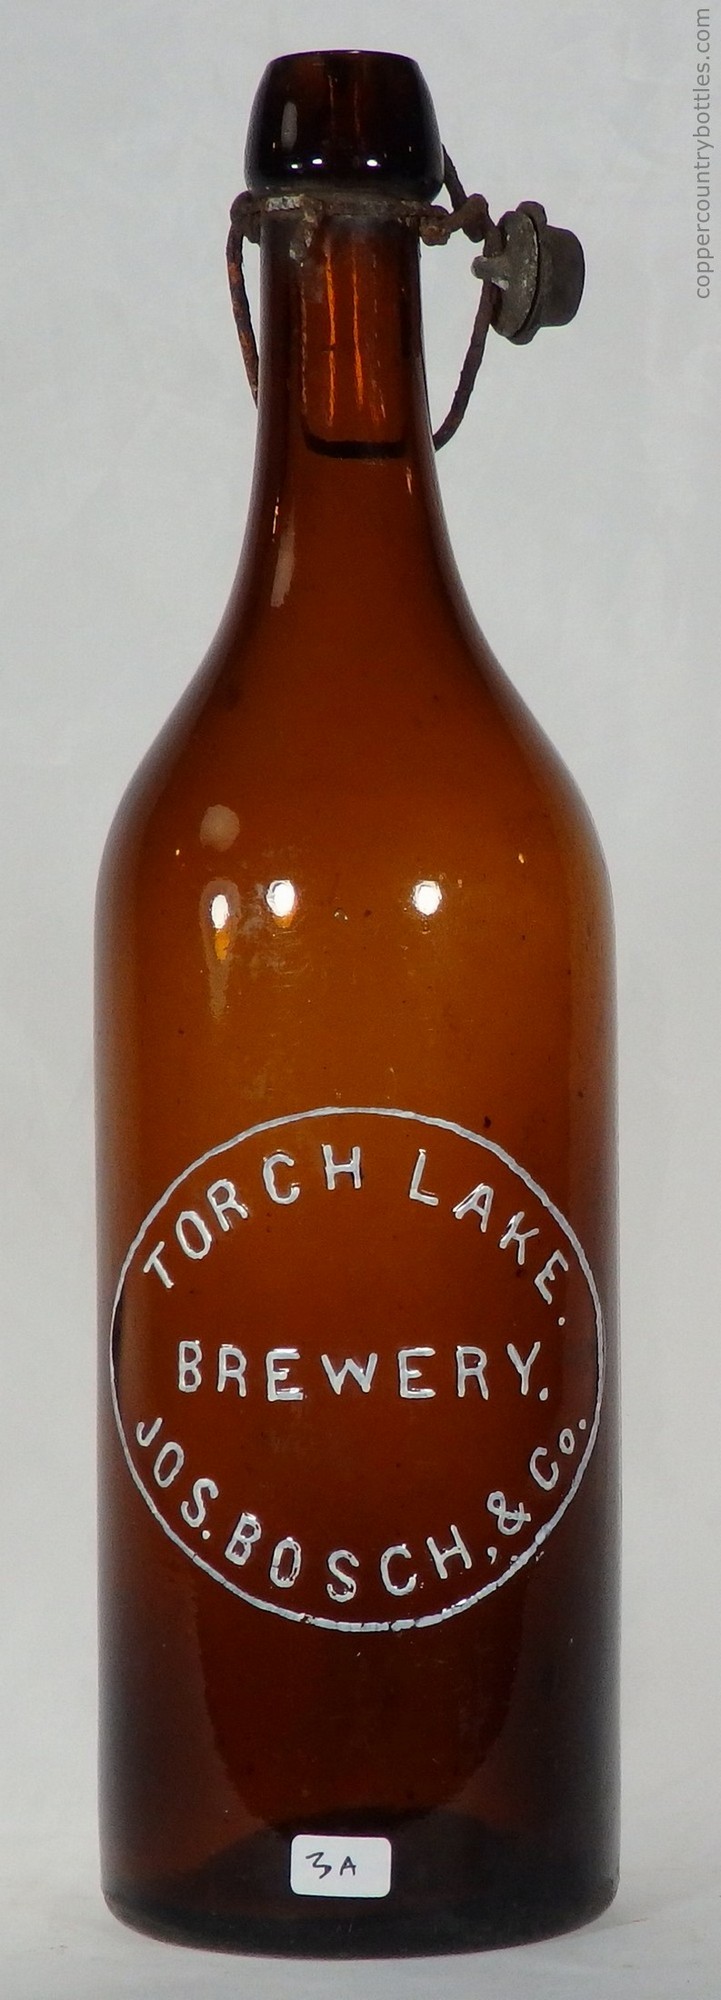 coppercountrybottles.com
TORCH LAKE.
BREWERY.
JOS. BOSCH, & Co.
3A